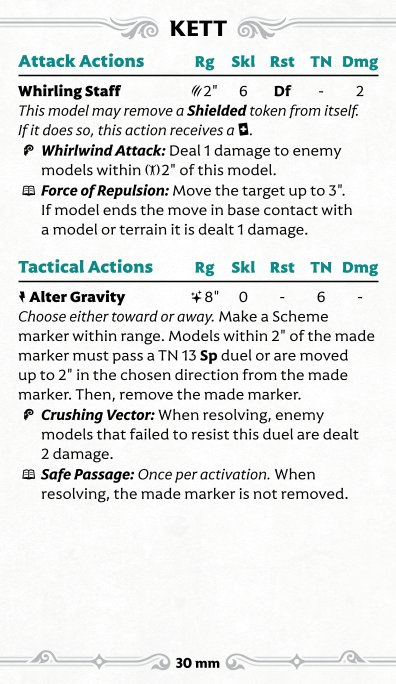 KETT
Attack Actions Rg Skl Rst TN Dmg
Whirling Staff 2" 6 Df - 2
This model may remove a Shielded token from itself.
If it does so, this action receives a .
Whirlwind Attack: Deal 1 damage to enemy
models within 2" of this model.
Force of Repulsion: Move the target up to 3".
If model ends the move in base contact with
a model or terrain it is dealt 1 damage.
Tactical Actions Rg Skl Rst TN Dmg
Alter Gravity 8" 0 - 6 -
Choose either toward or away. Make a Scheme
marker within range. Models within 2" of the made
marker must pass a TN 13 Sp duel or are moved
up to 2" in the chosen direction from the made
marker. Then, remove the made marker.
Crushing Vector: When resolving, enemy
models that failed to resist this duel are dealt
2 damage.
Safe Passage: Once per activation. When
resolving, the made marker is not removed.
30 mm